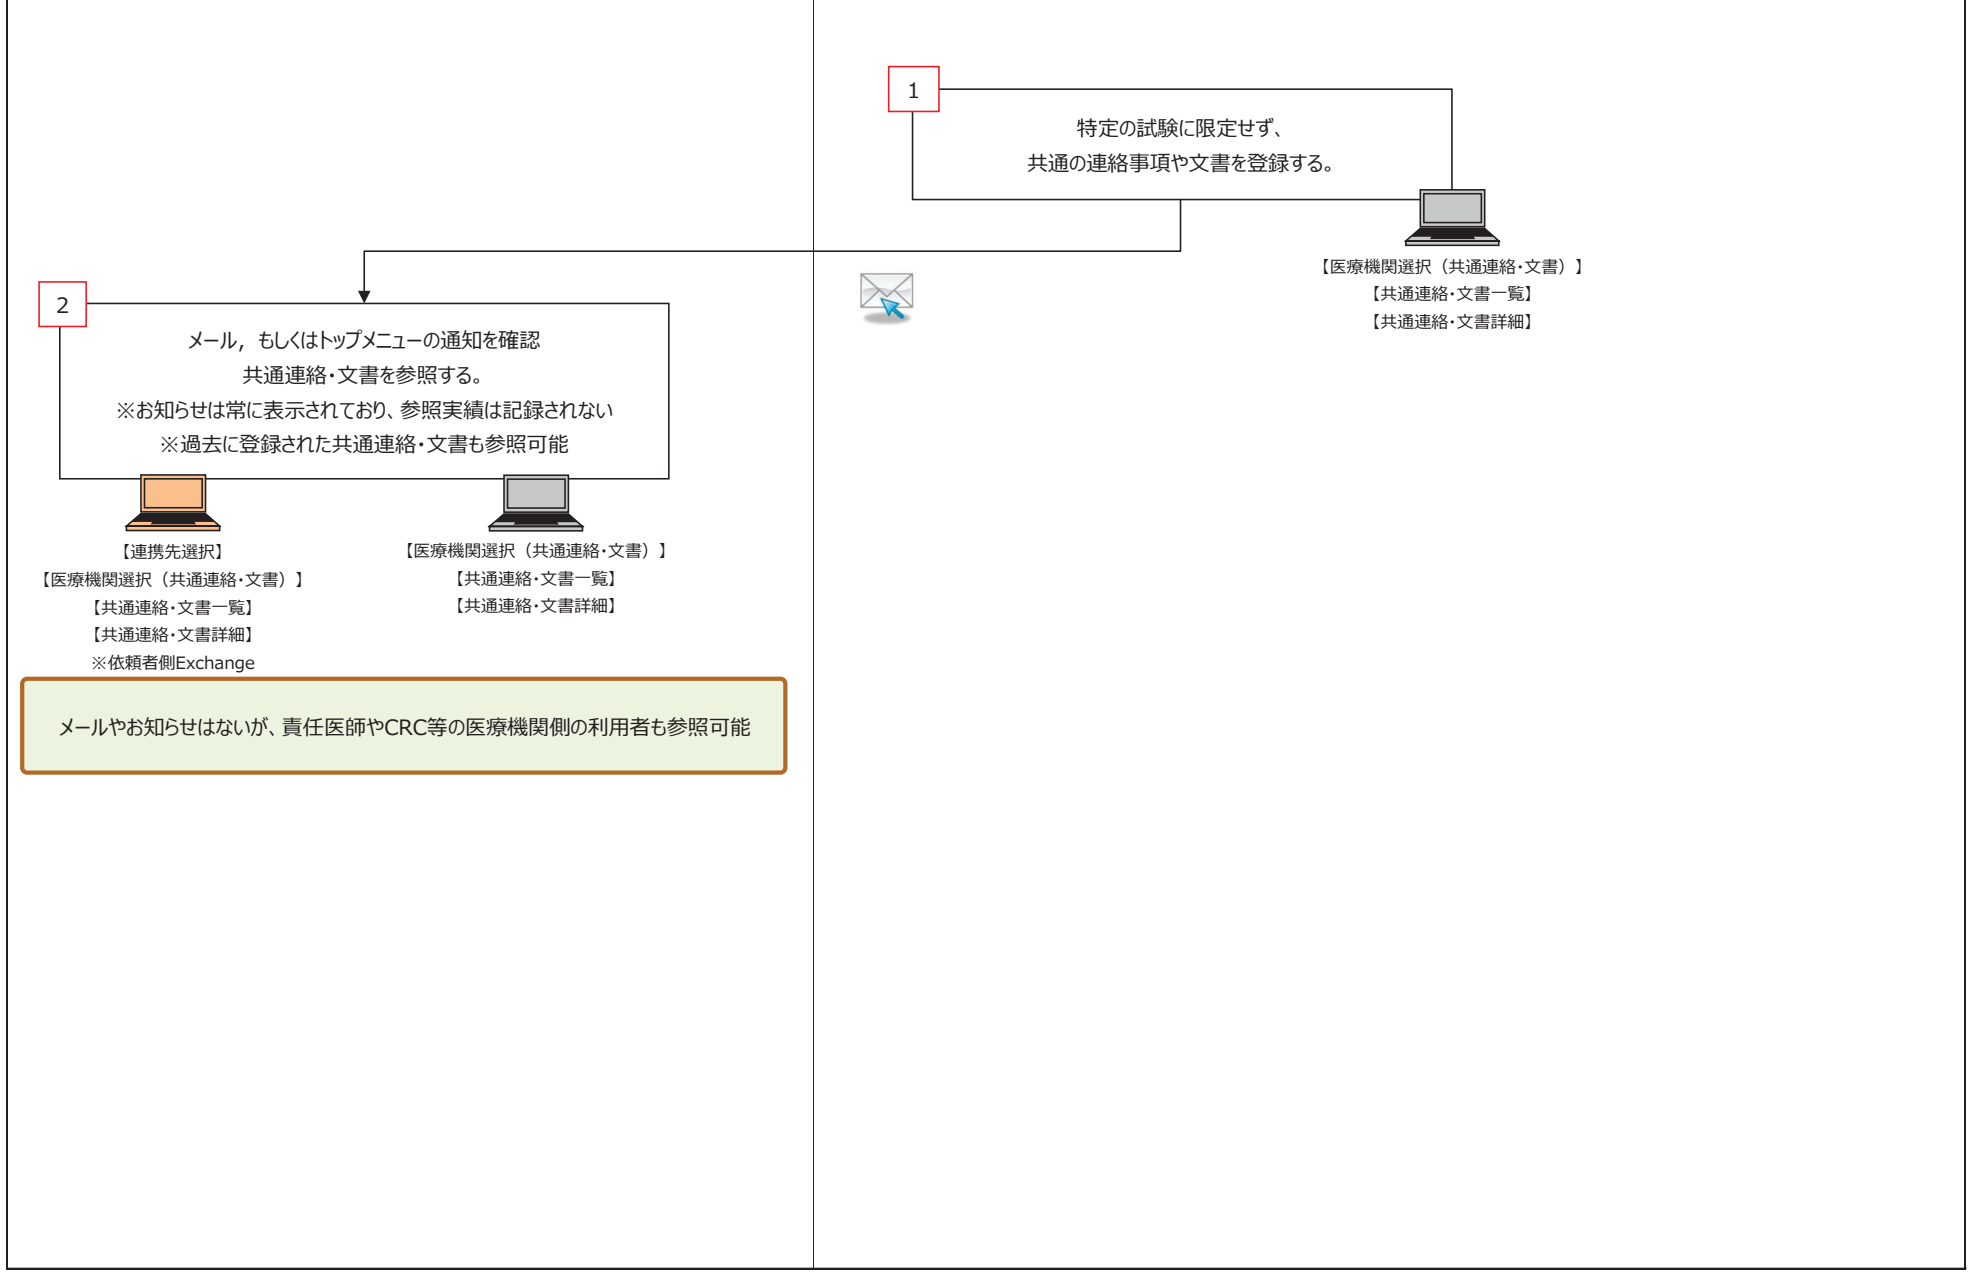 1
特定の試験に限定せず、
共通の連絡事項や文書を登録する。
【医療機関選択（共通連絡・文書）】
【共通連絡・文書一覧】
【共通連絡・文書詳細】
2
メール，もしくはトップメニューの通知を確認
共通連絡・文書を参照する。
※お知らせは常に表示されており、参照実績は記録されない
※過去に登録された共通連絡・文書も参照可能
【連携先選択】
【医療機関選択（共通連絡・文書）】
【共通連絡・文書一覧】
【共通連絡・文書詳細】
※依頼者側Exchange
【医療機関選択（共通連絡・文書）】
【共通連絡・文書一覧】
【共通連絡・文書詳細】
メールやお知らせはないが、責任医師やCRC等の医療機関側の利用者も参照可能